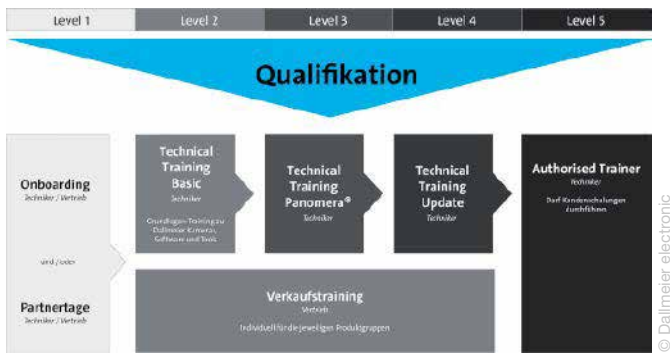 Level 1
Level 2
Level 3
Level 4
Level 5
Qualifikation
Onboarding
Techniker / Vertrieb
und / oder
Partnertage
Techniker / Vertrieb
Technical
Training
Basic
Techniker
Grundlagen-Training zu
Dallmeier Kameras,
Software und Tools
Technical
Training
Panomera®
Techniker
Technical
Training
Update
Techniker
Verkaufstraining
Vertrieb
Individuell für die jeweiligen Produktgruppen
Authorised Trainer
Techniker
Darf Kundenschulungen
durchführen
© Dallmeier electronic